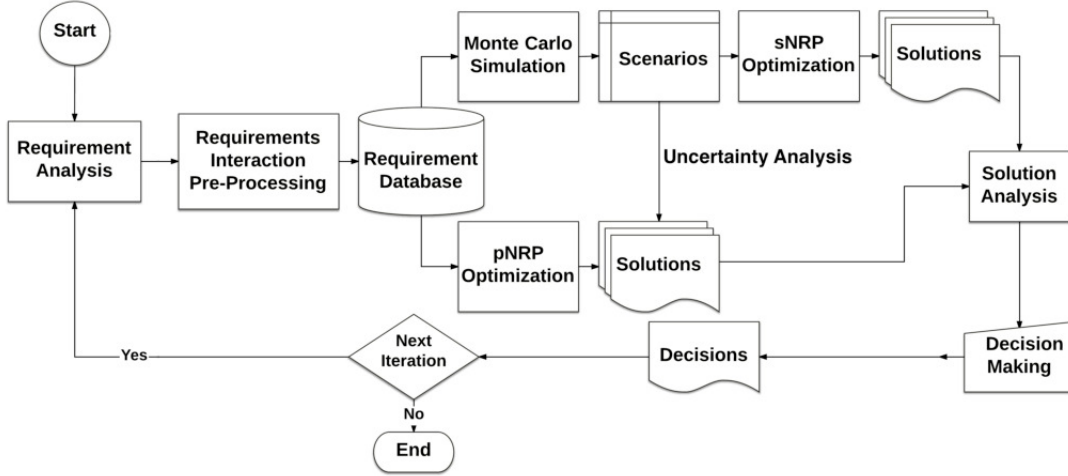 Start
Requirement
Analysis
Requirements
Interaction
Pre-Processing
Requirement
Database
Monte Carlo
Simulation
Scenarios
sNRP
Optimization
Solutions
Uncertainty Analysis
pNRP
Optimization
Solutions
Solution
Analysis
Decision
Making
Decisions
Next
Iteration
Yes
No
End